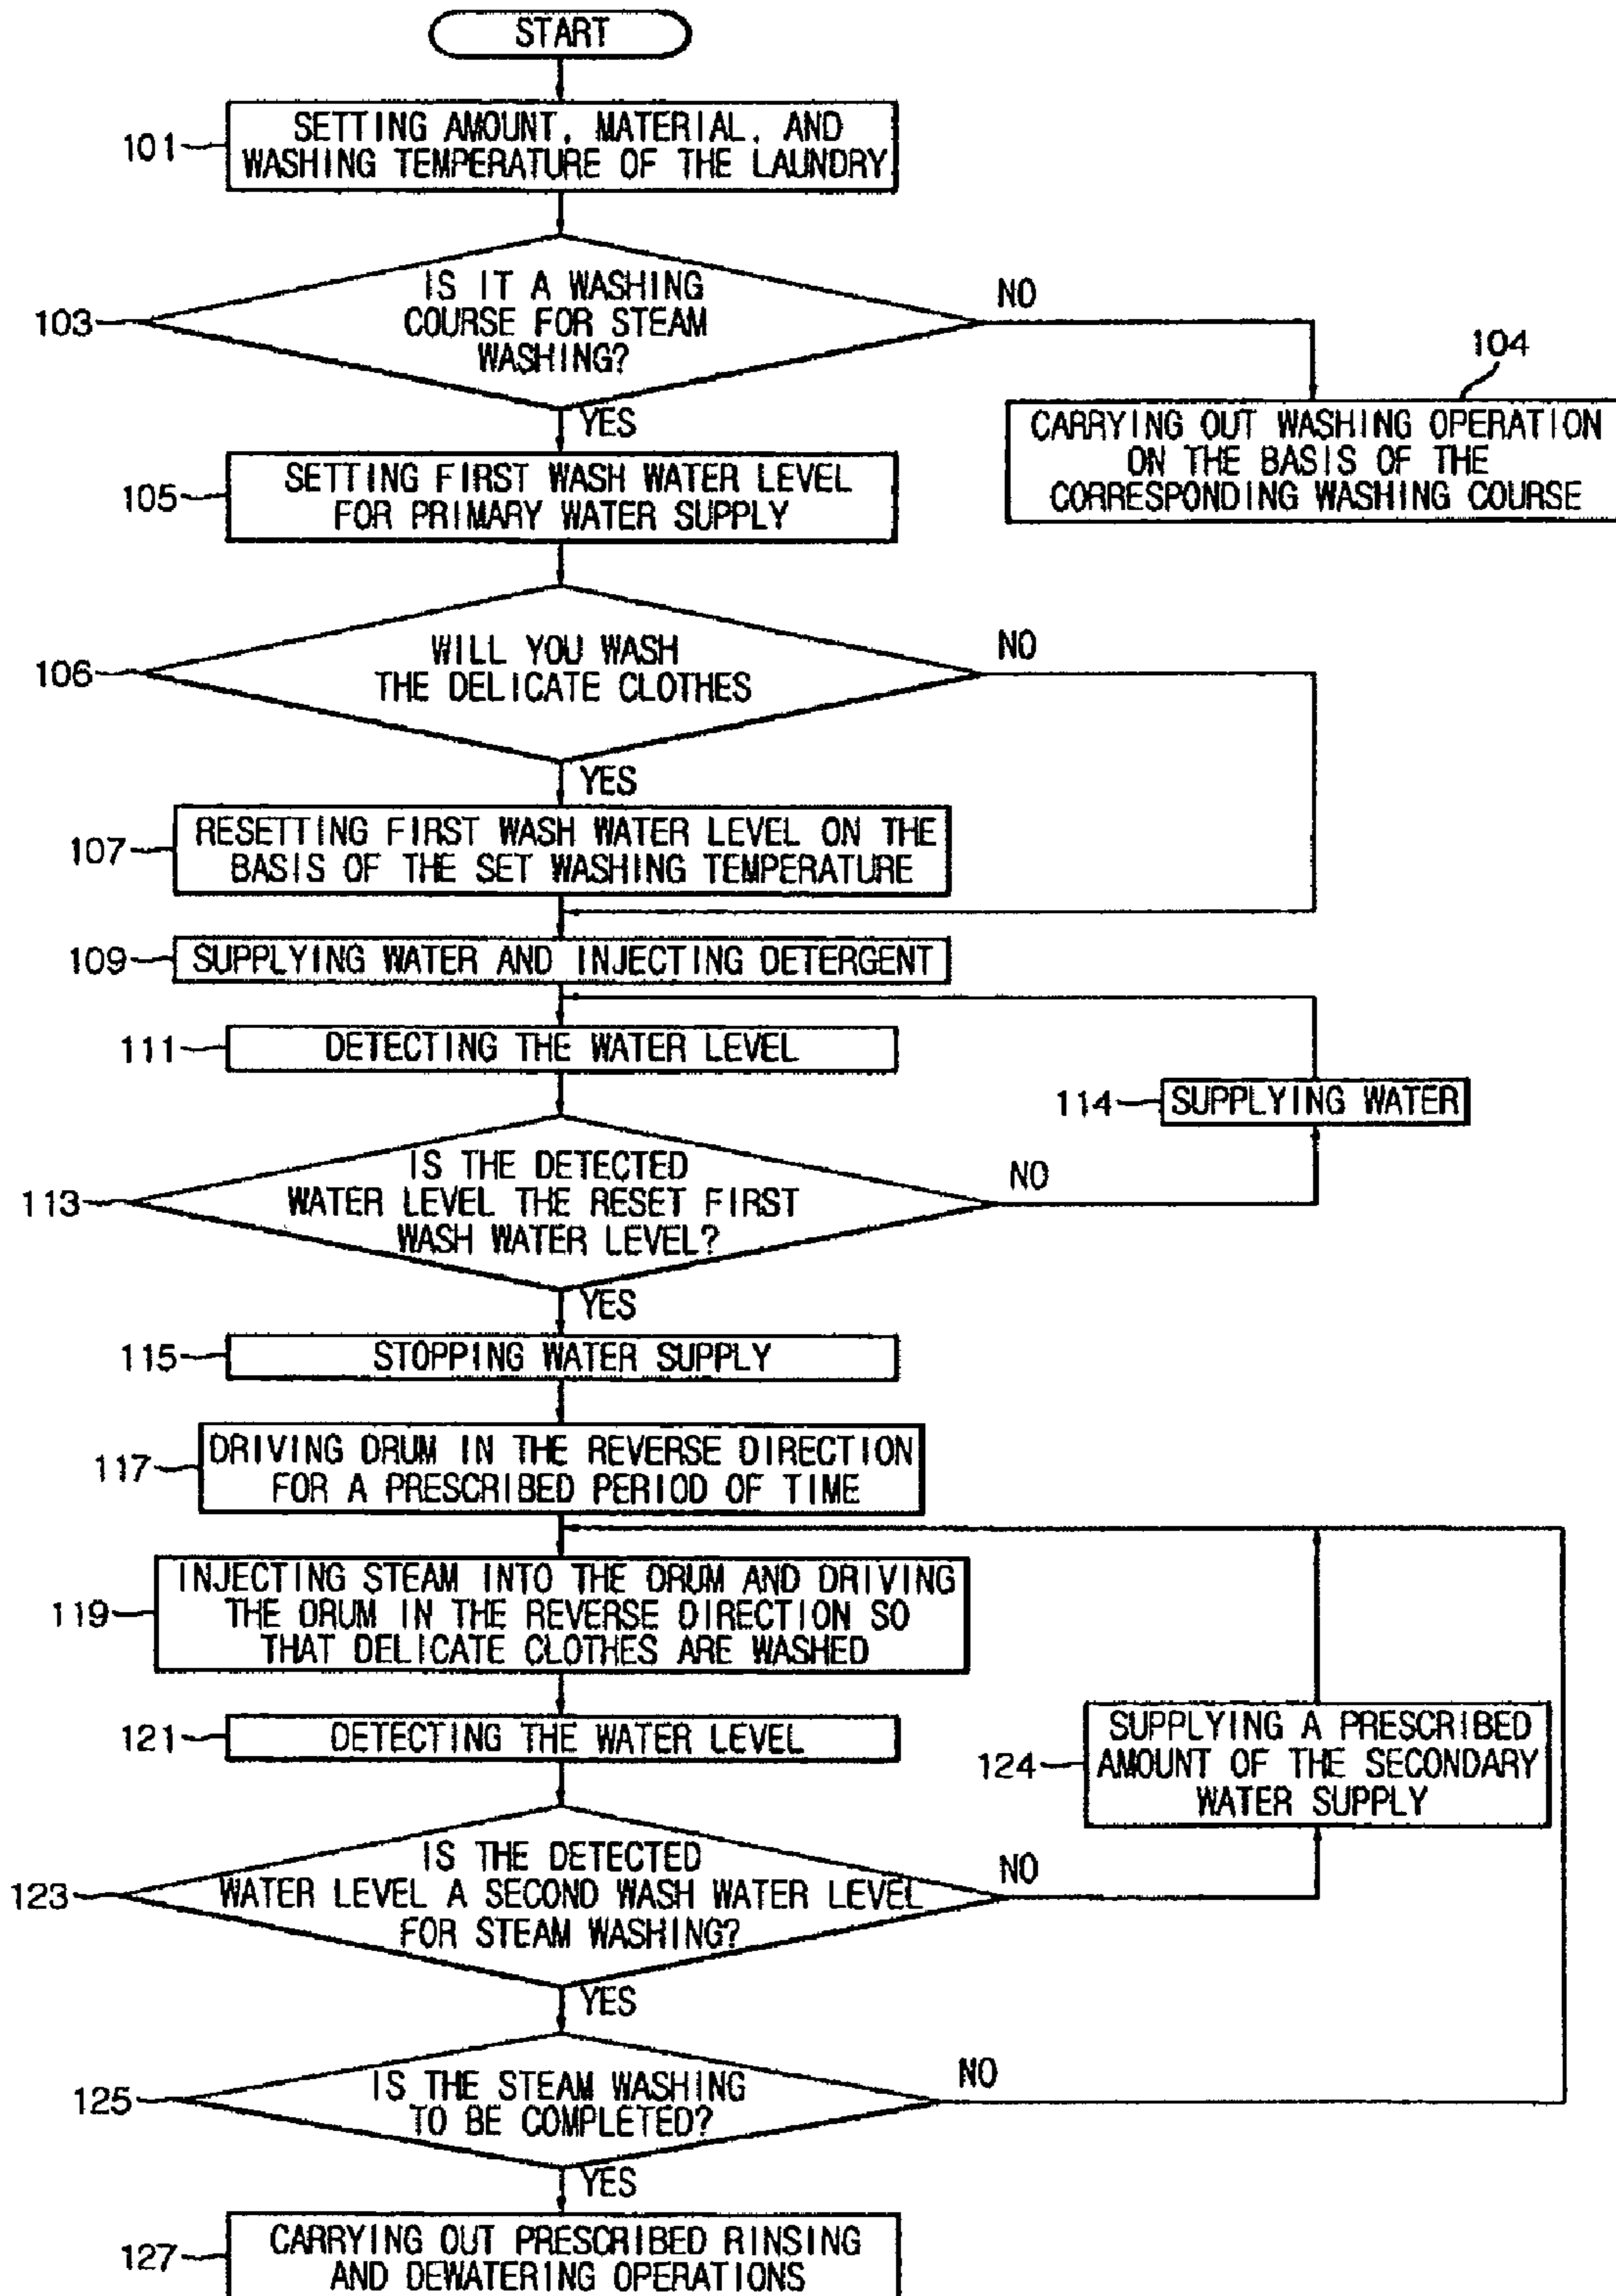 START
101
SETTING AMOUNT, MATERIAL, AND
WASHING TEMPERATURE OF THE LAUNDRY
103
IS IT A WASHING
COURSE FOR STEAM
WASHING?
NO
104
CARRYING OUT WASHING OPERATION
ON THE BASIS OF THE
CORRESPONDING WASHING COURSE
YES
105
SETTING FIRST WASH WATER LEVEL
FOR PRIMARY WATER SUPPLY
106
WILL YOU WASH
THE DELICATE CLOTHES
NO
YES
107
RESETTING FIRST WASH WATER LEVEL ON THE
BASIS OF THE SET WASHING TEMPERATURE
109
SUPPLYING WATER AND INJECTING DETERGENT
111
DETECTING THE WATER LEVEL
114
SUPPLYING WATER
113
IS THE DETECTED
WATER LEVEL THE RESET FIRST
WASH WATER LEVEL?
NO
YES
115
STOPPING WATER SUPPLY
117
DRIVING DRUM IN THE REVERSE DIRECTION
FOR A PRESCRIBED PERIOD OF TIME
119
INJECTING STEAM INTO THE DRUM AND DRIVING
THE DRUM IN THE REVERSE DIRECTION SO
THAT DELICATE CLOTHES ARE WASHED
121
DETECTING THE WATER LEVEL
124
SUPPLYING A PRESCRIBED
AMOUNT OF THE SECONDARY
WATER SUPPLY
123
IS THE DETECTED
WATER LEVEL A SECOND WASH WATER LEVEL
FOR STEAM WASHING?
NO
YES
125
IS THE STEAM WASHING
TO BE COMPLETED?
NO
YES
127
CARRYING OUT PRESCRIBED RINSING
AND DEWATERING OPERATIONS